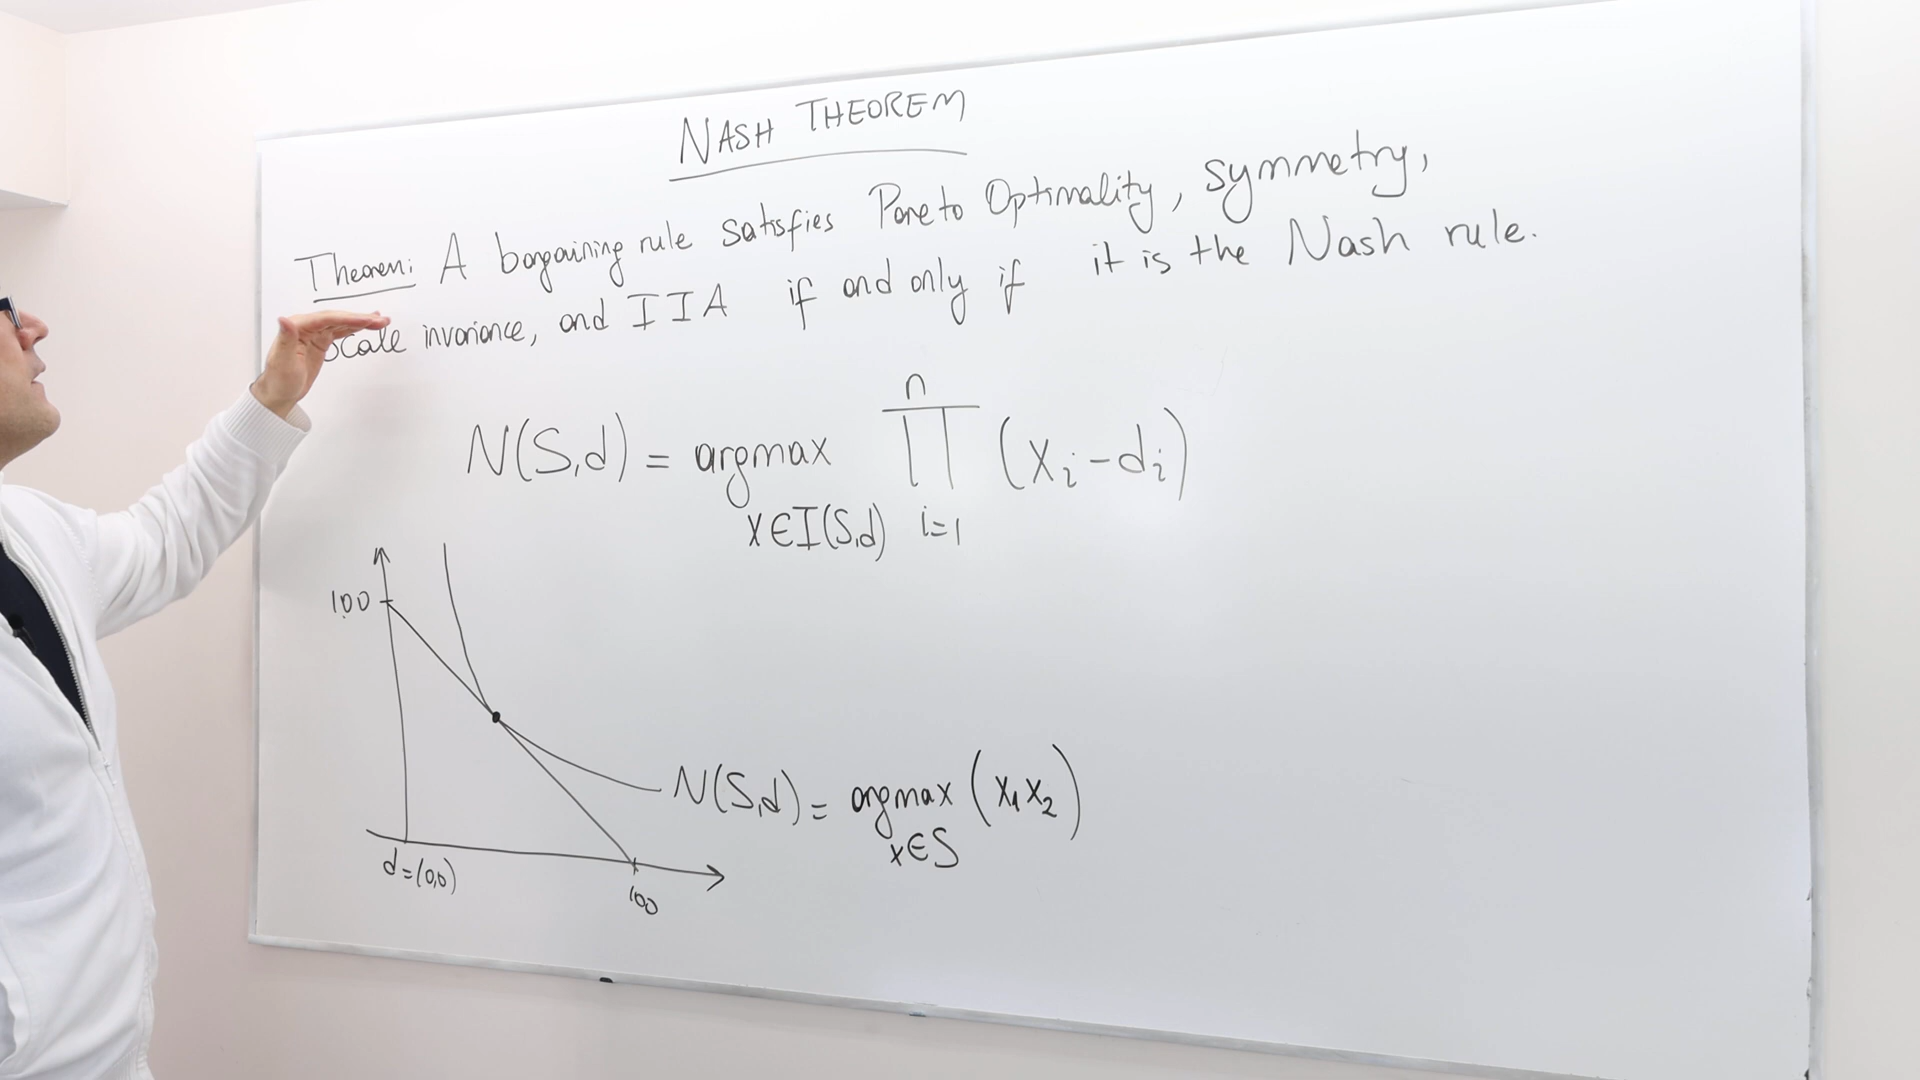 NASH THEOREM
Theorem: A bargaining rule satisfies Pareto Optimality, symmetry,
scale invariance, and IIA if and only if it is the Nash rule.
n
N(S,d) = argmax ∏ (xᵢ-dᵢ)
x∈I(S,d) i=1
100
N(S,d) = argmax (x₁x₂)
x∈S
d=(0,0)
100